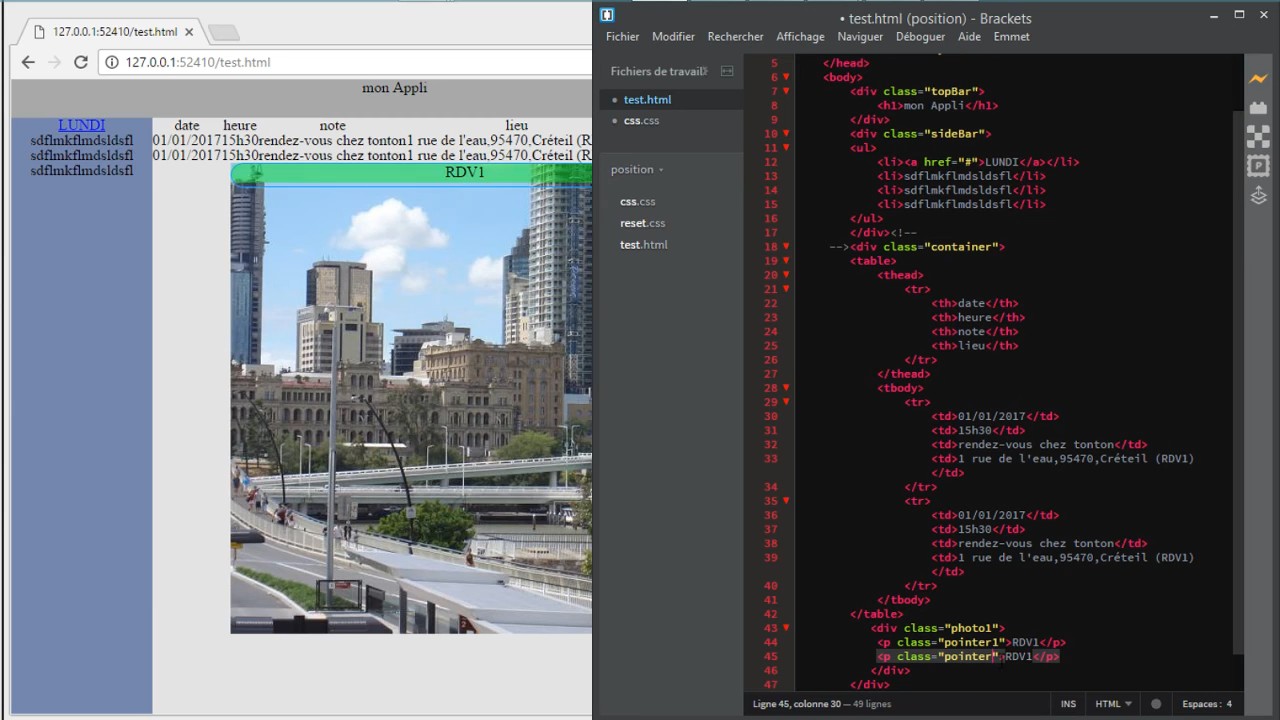 127.0.0.1:52410/test.html
127.0.0.1:52410/test.html
mon Appli
LUNDI
sdflmkflmdsldsfl
sdflmkflmdsldsfl
sdflmkflmdsldsfl
date heure note lieu
01/01/201715h30rendez-vous chez tonton1 rue de l'eau,95470,Créteil (R
01/01/201715h30rendez-vous chez tonton1 rue de l'eau,95470,Créteil (R
RDV1
• test.html (position) - Brackets
Fichier Modifier Rechercher Affichage Naviguer Déboguer Aide Emmet
Fichiers de travail
test.html
css.css
position
css.css
reset.css
test.html
5 </head>
6 <body>
7 <div class="topBar">
8 <h1>mon Appli</h1>
9 </div>
10 <div class="sideBar">
11 <ul>
12 <li><a href="#">LUNDI</a></li>
13 <li>sdflmkflmdsldsfl</li>
14 <li>sdflmkflmdsldsfl</li>
15 <li>sdflmkflmdsldsfl</li>
16 </ul>
17 </div><!--
18 --><div class="container">
19 <table>
20 <thead>
21 <tr>
22 <th>date</th>
23 <th>heure</th>
24 <th>note</th>
25 <th>lieu</th>
26 </tr>
27 </thead>
28 <tbody>
29 <tr>
30 <td>01/01/2017</td>
31 <td>15h30</td>
32 <td>rendez-vous chez tonton</td>
33 <td>1 rue de l'eau,95470,Créteil (RDV1)
</td>
34 </tr>
35 <tr>
36 <td>01/01/2017</td>
37 <td>15h30</td>
38 <td>rendez-vous chez tonton</td>
39 <td>1 rue de l'eau,95470,Créteil (RDV1)
</td>
40 </tr>
41 </tbody>
42 </table>
43 <div class="photo1">
44 <p class="pointer1">RDV1</p>
45 <p class="pointer">RDV1</p>
46 </div>
47 </div>
Ligne 45, colonne 30 — 49 lignes INS HTML Espaces : 4